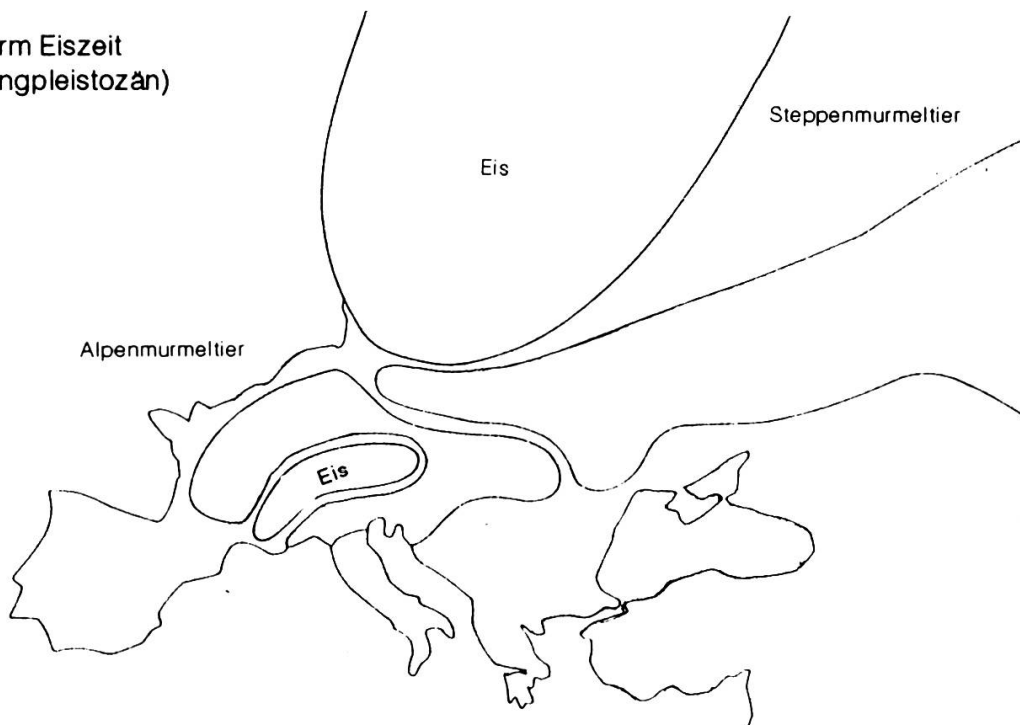 rm Eiszeit
ngpleistozän)
Steppenmurmeltier
Eis
Alpenmurmeltier
Eis